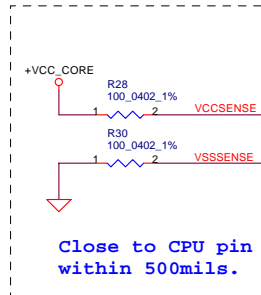 +VCC_CORE
R28
100_0402_1%
1 2 VCCSENSE
R30
100_0402_1%
1 2 VSSSENSE
Close to CPU pin
within 500mils.